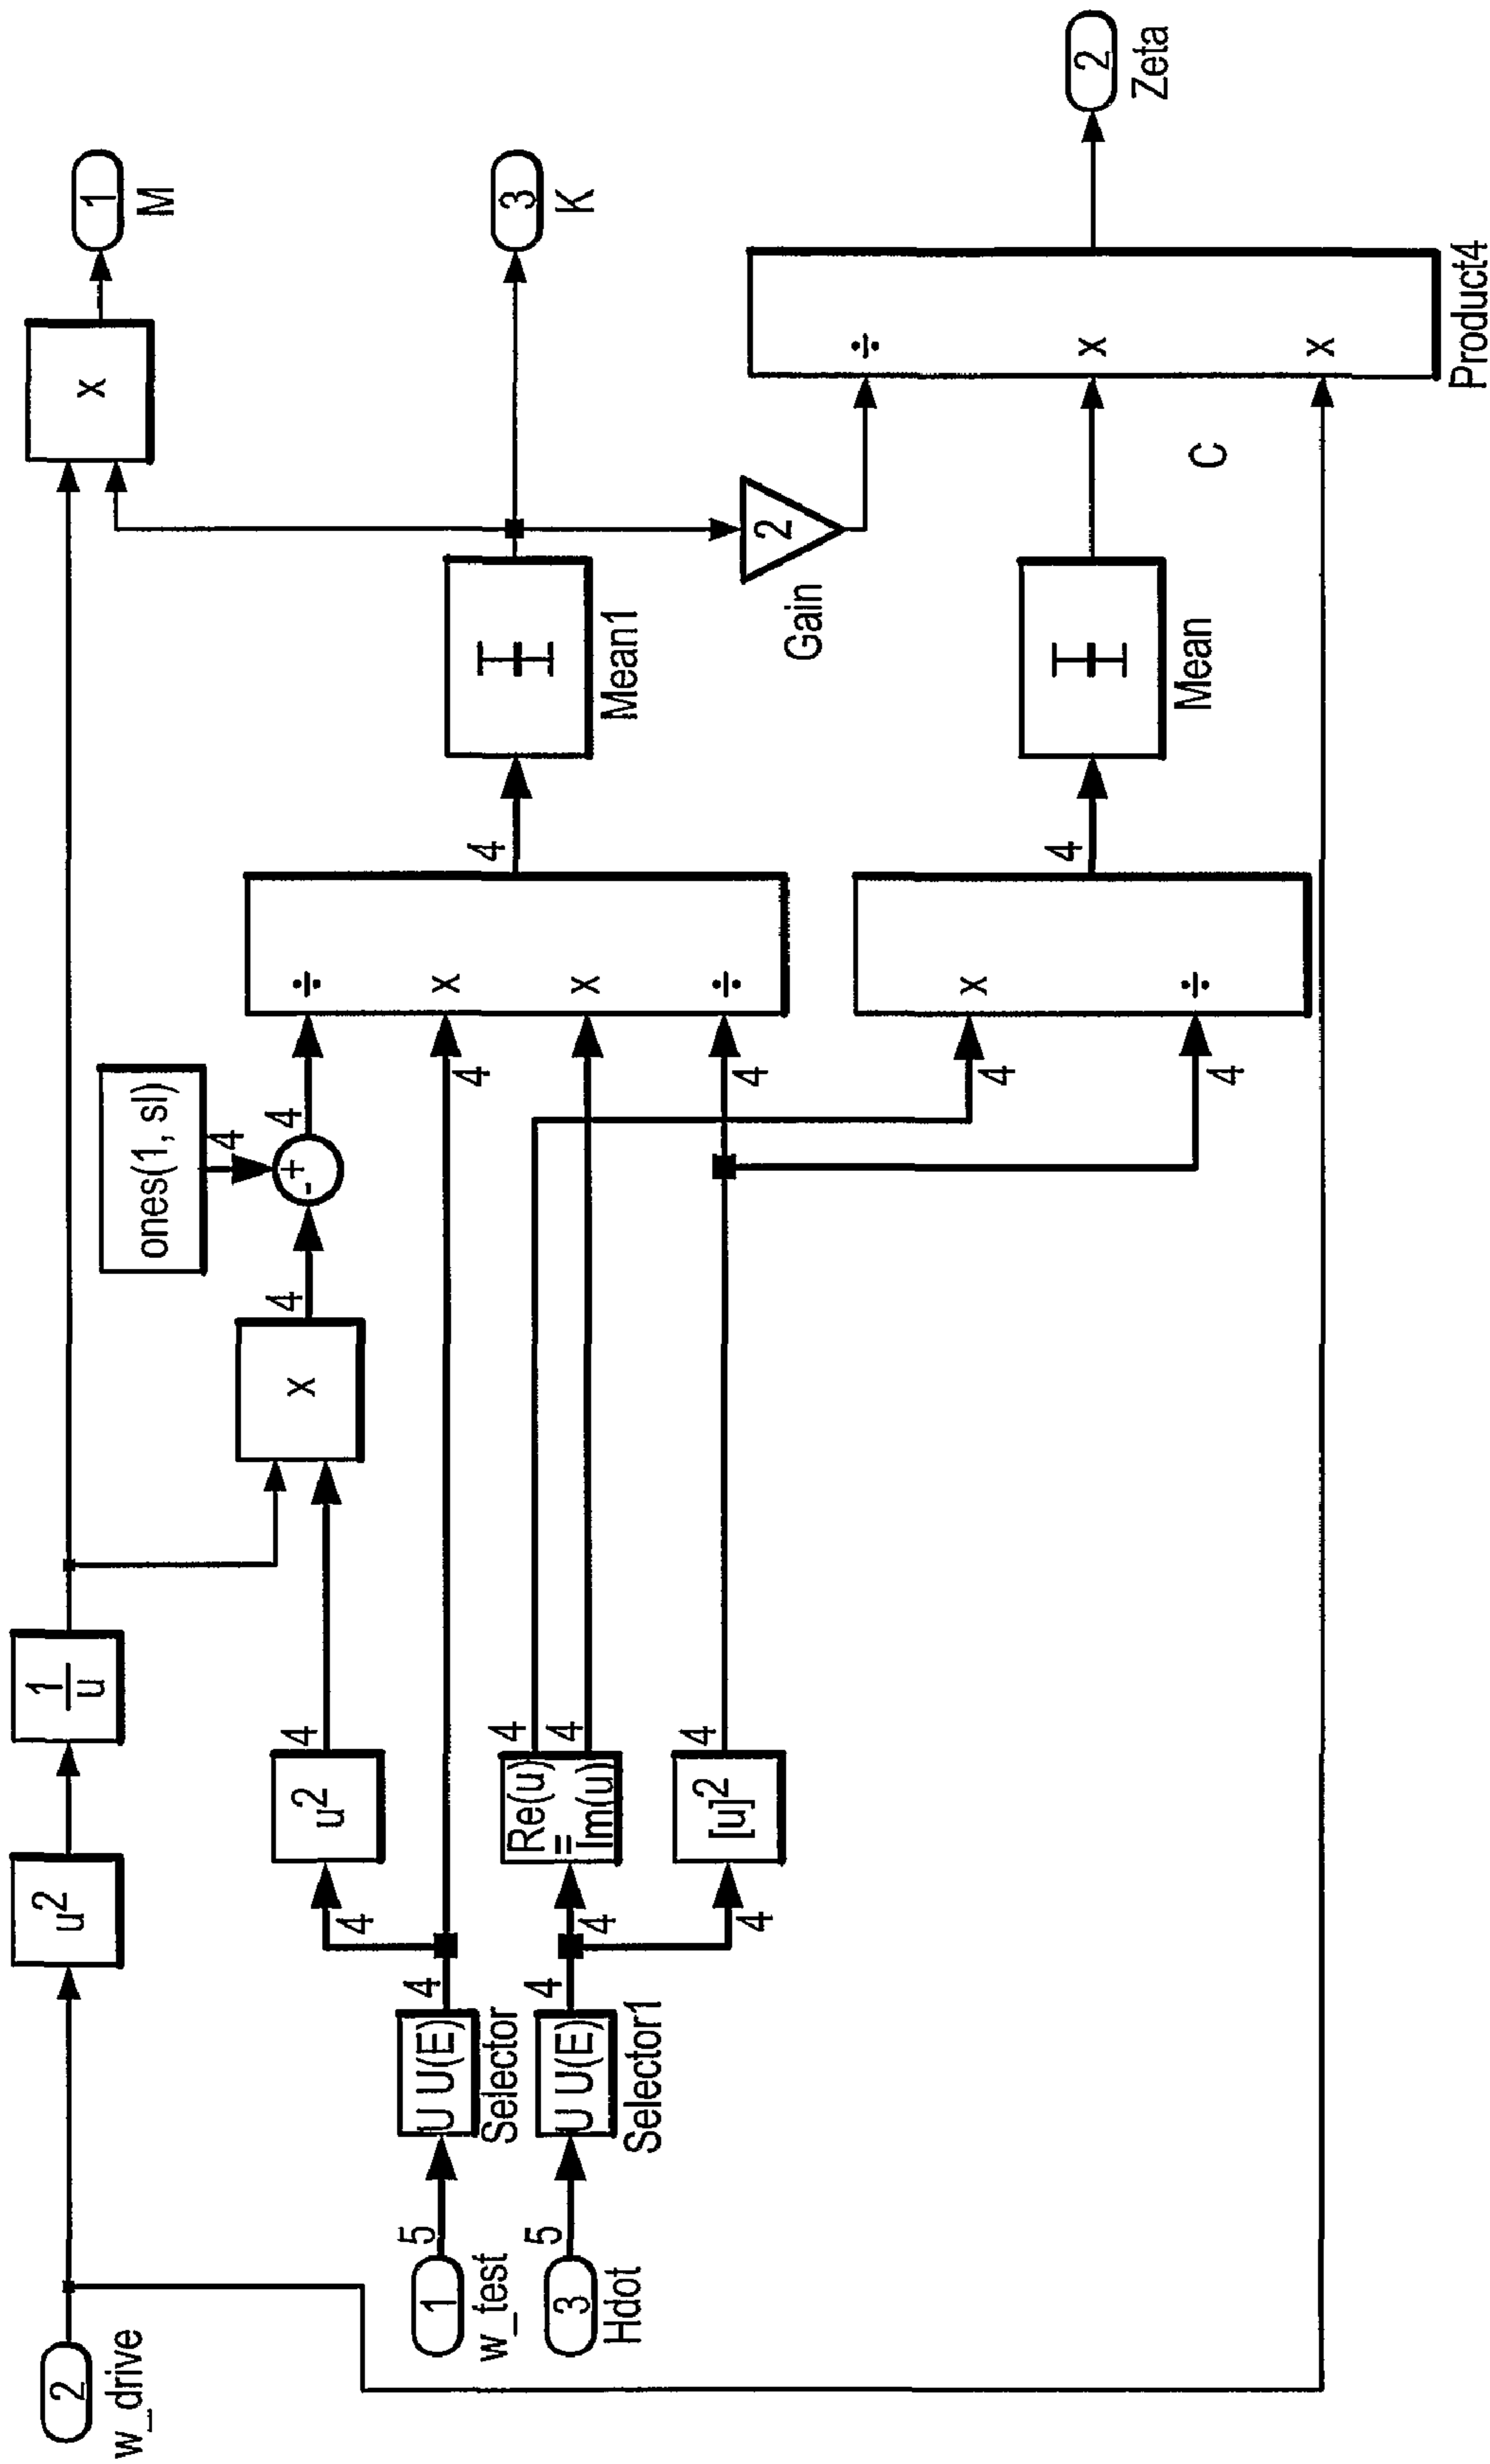 2
w_drive
u2
1
u
x
1
M
1
w_test
5
U U(E)
Selector
4
4
u2
4
x
4
ones(1, sl)
4
+
-
4
÷
x
x
÷
4
4
4
Mean1
3
K
3
Hdot
5
U U(E)
Selector1
4
4
Re(u)
=
Im(u)
4
4
4
[u]2
4
2
Gain
x
÷
4
4
4
Mean
C
÷
x
x
Product4
2
Zeta